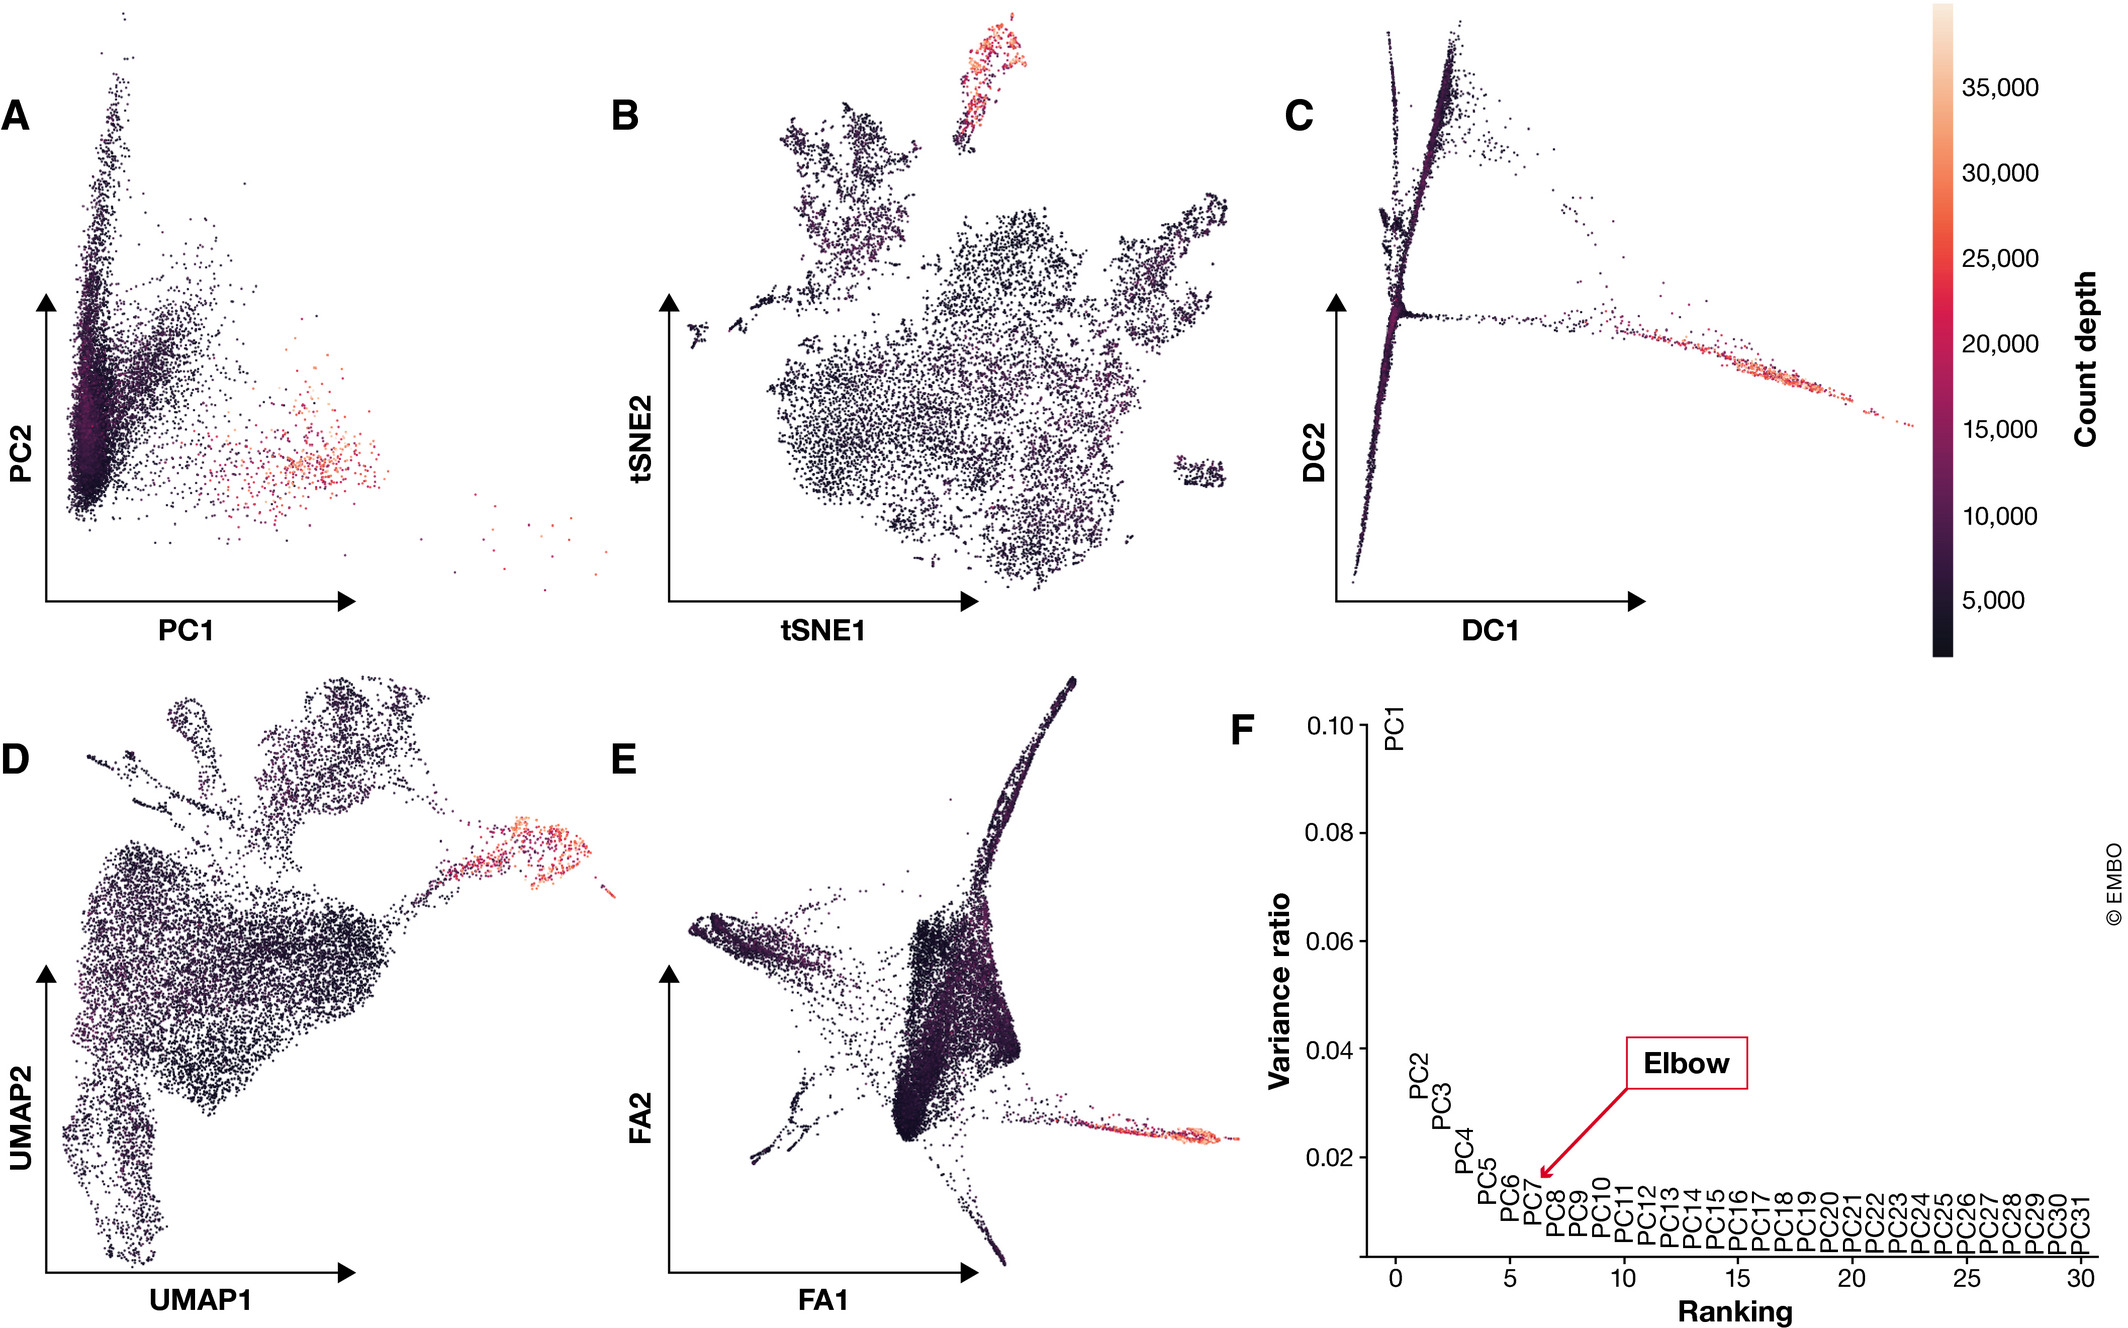 A
PC2
PC1
B
tSNE2
tSNE1
C
DC2
DC1
35,000
30,000
25,000
20,000
15,000
10,000
5,000
Count depth
D
UMAP2
UMAP1
E
FA2
FA1
F
0.10
0.08
0.06
0.04
0.02
Variance ratio
PC1
PC2
PC3
PC4
PC5
PC6
PC7
PC8
PC9
PC10
PC11
PC12
PC13
PC14
PC15
PC16
PC17
PC18
PC19
PC20
PC21
PC22
PC23
PC24
PC25
PC26
PC27
PC28
PC29
PC30
PC31
Elbow
0 5 10 15 20 25 30
Ranking
© EMBO